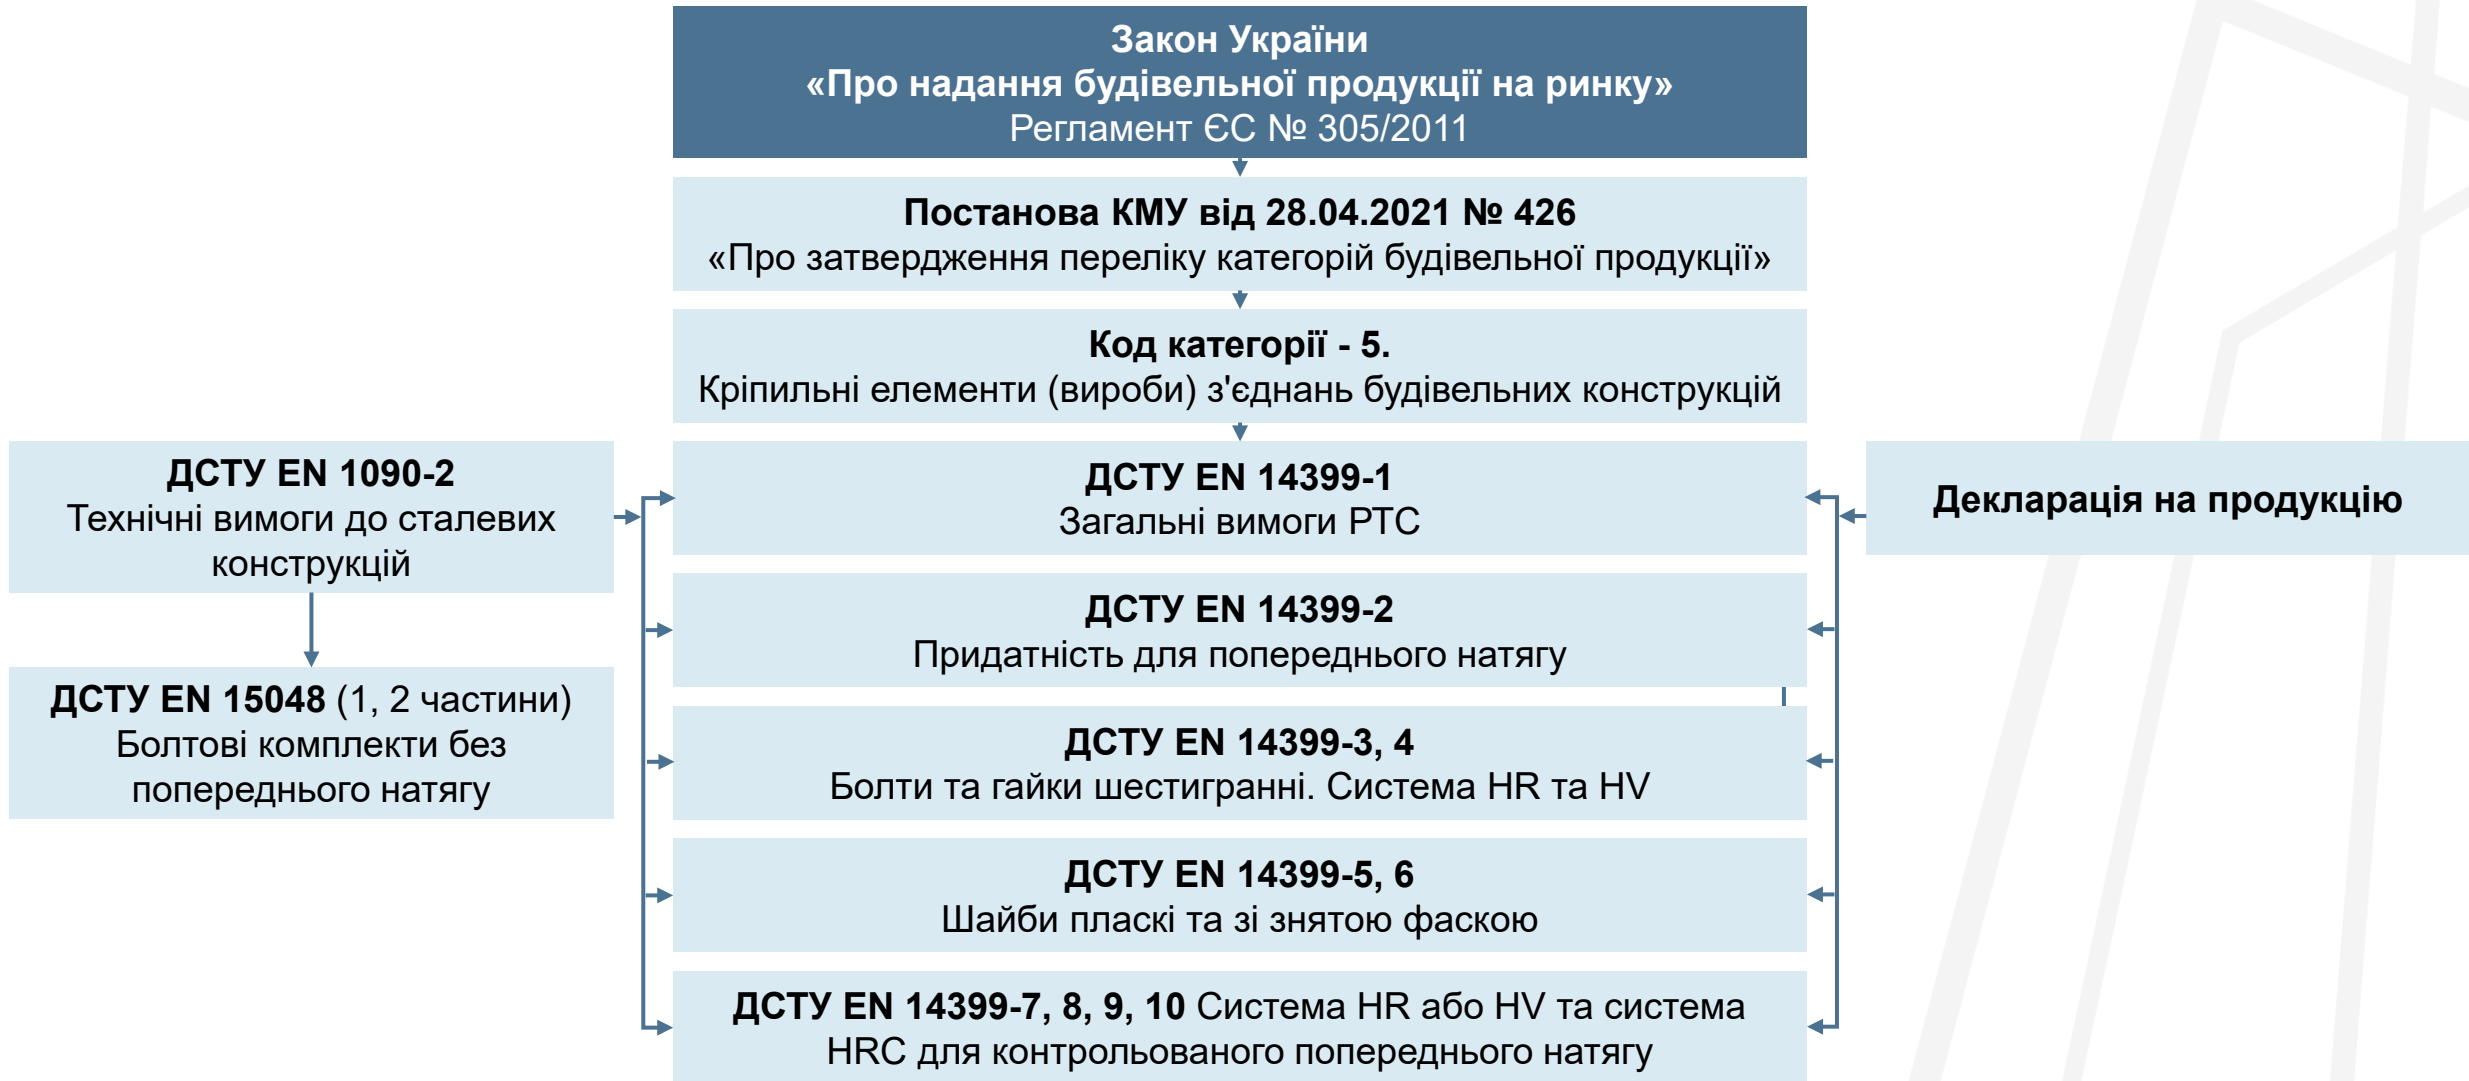 Закон України
«Про надання будівельної продукції на ринку»
Регламент ЄС № 305/2011
Постанова КМУ від 28.04.2021 № 426
«Про затвердження переліку категорій будівельної продукції»
Код категорії - 5.
Кріпильні елементи (вироби) з'єднань будівельних конструкцій
ДСТУ EN 1090-2
Технічні вимоги до сталевих
конструкцій
ДСТУ EN 15048 (1, 2 частини)
Болтові комплекти без
попереднього натягу
ДСТУ EN 14399-1
Загальні вимоги РТС
ДСТУ EN 14399-2
Придатність для попереднього натягу
ДСТУ EN 14399-3, 4
Болти та гайки шестигранні. Система HR та HV
ДСТУ EN 14399-5, 6
Шайби пласкі та зі знятою фаскою
ДСТУ EN 14399-7, 8, 9, 10 Система HR або HV та система
HRC для контрольованого попереднього натягу
Декларація на продукцію